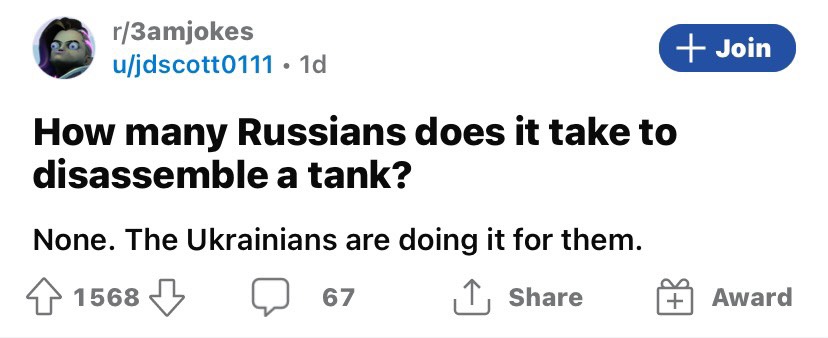 r/3amjokes
u/jdscott0111 • 1d
+ Join
How many Russians does it take to
disassemble a tank?
None. The Ukrainians are doing it for them.
1568 67 Share Award